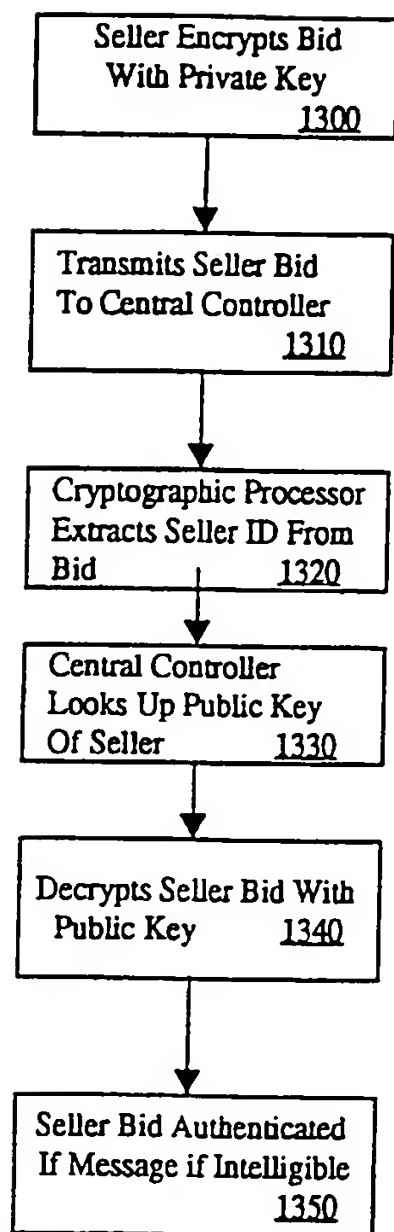 Seller Encrypts Bid
With Private Key
1300
Transmits Seller Bid
To Central Controller
1310
Cryptographic Processor
Extracts Seller ID From
Bid 1320
Central Controller
Looks Up Public Key
Of Seller 1330
Decrypts Seller Bid With
Public Key 1340
Seller Bid Authenticated
If Message if Intelligible
1350